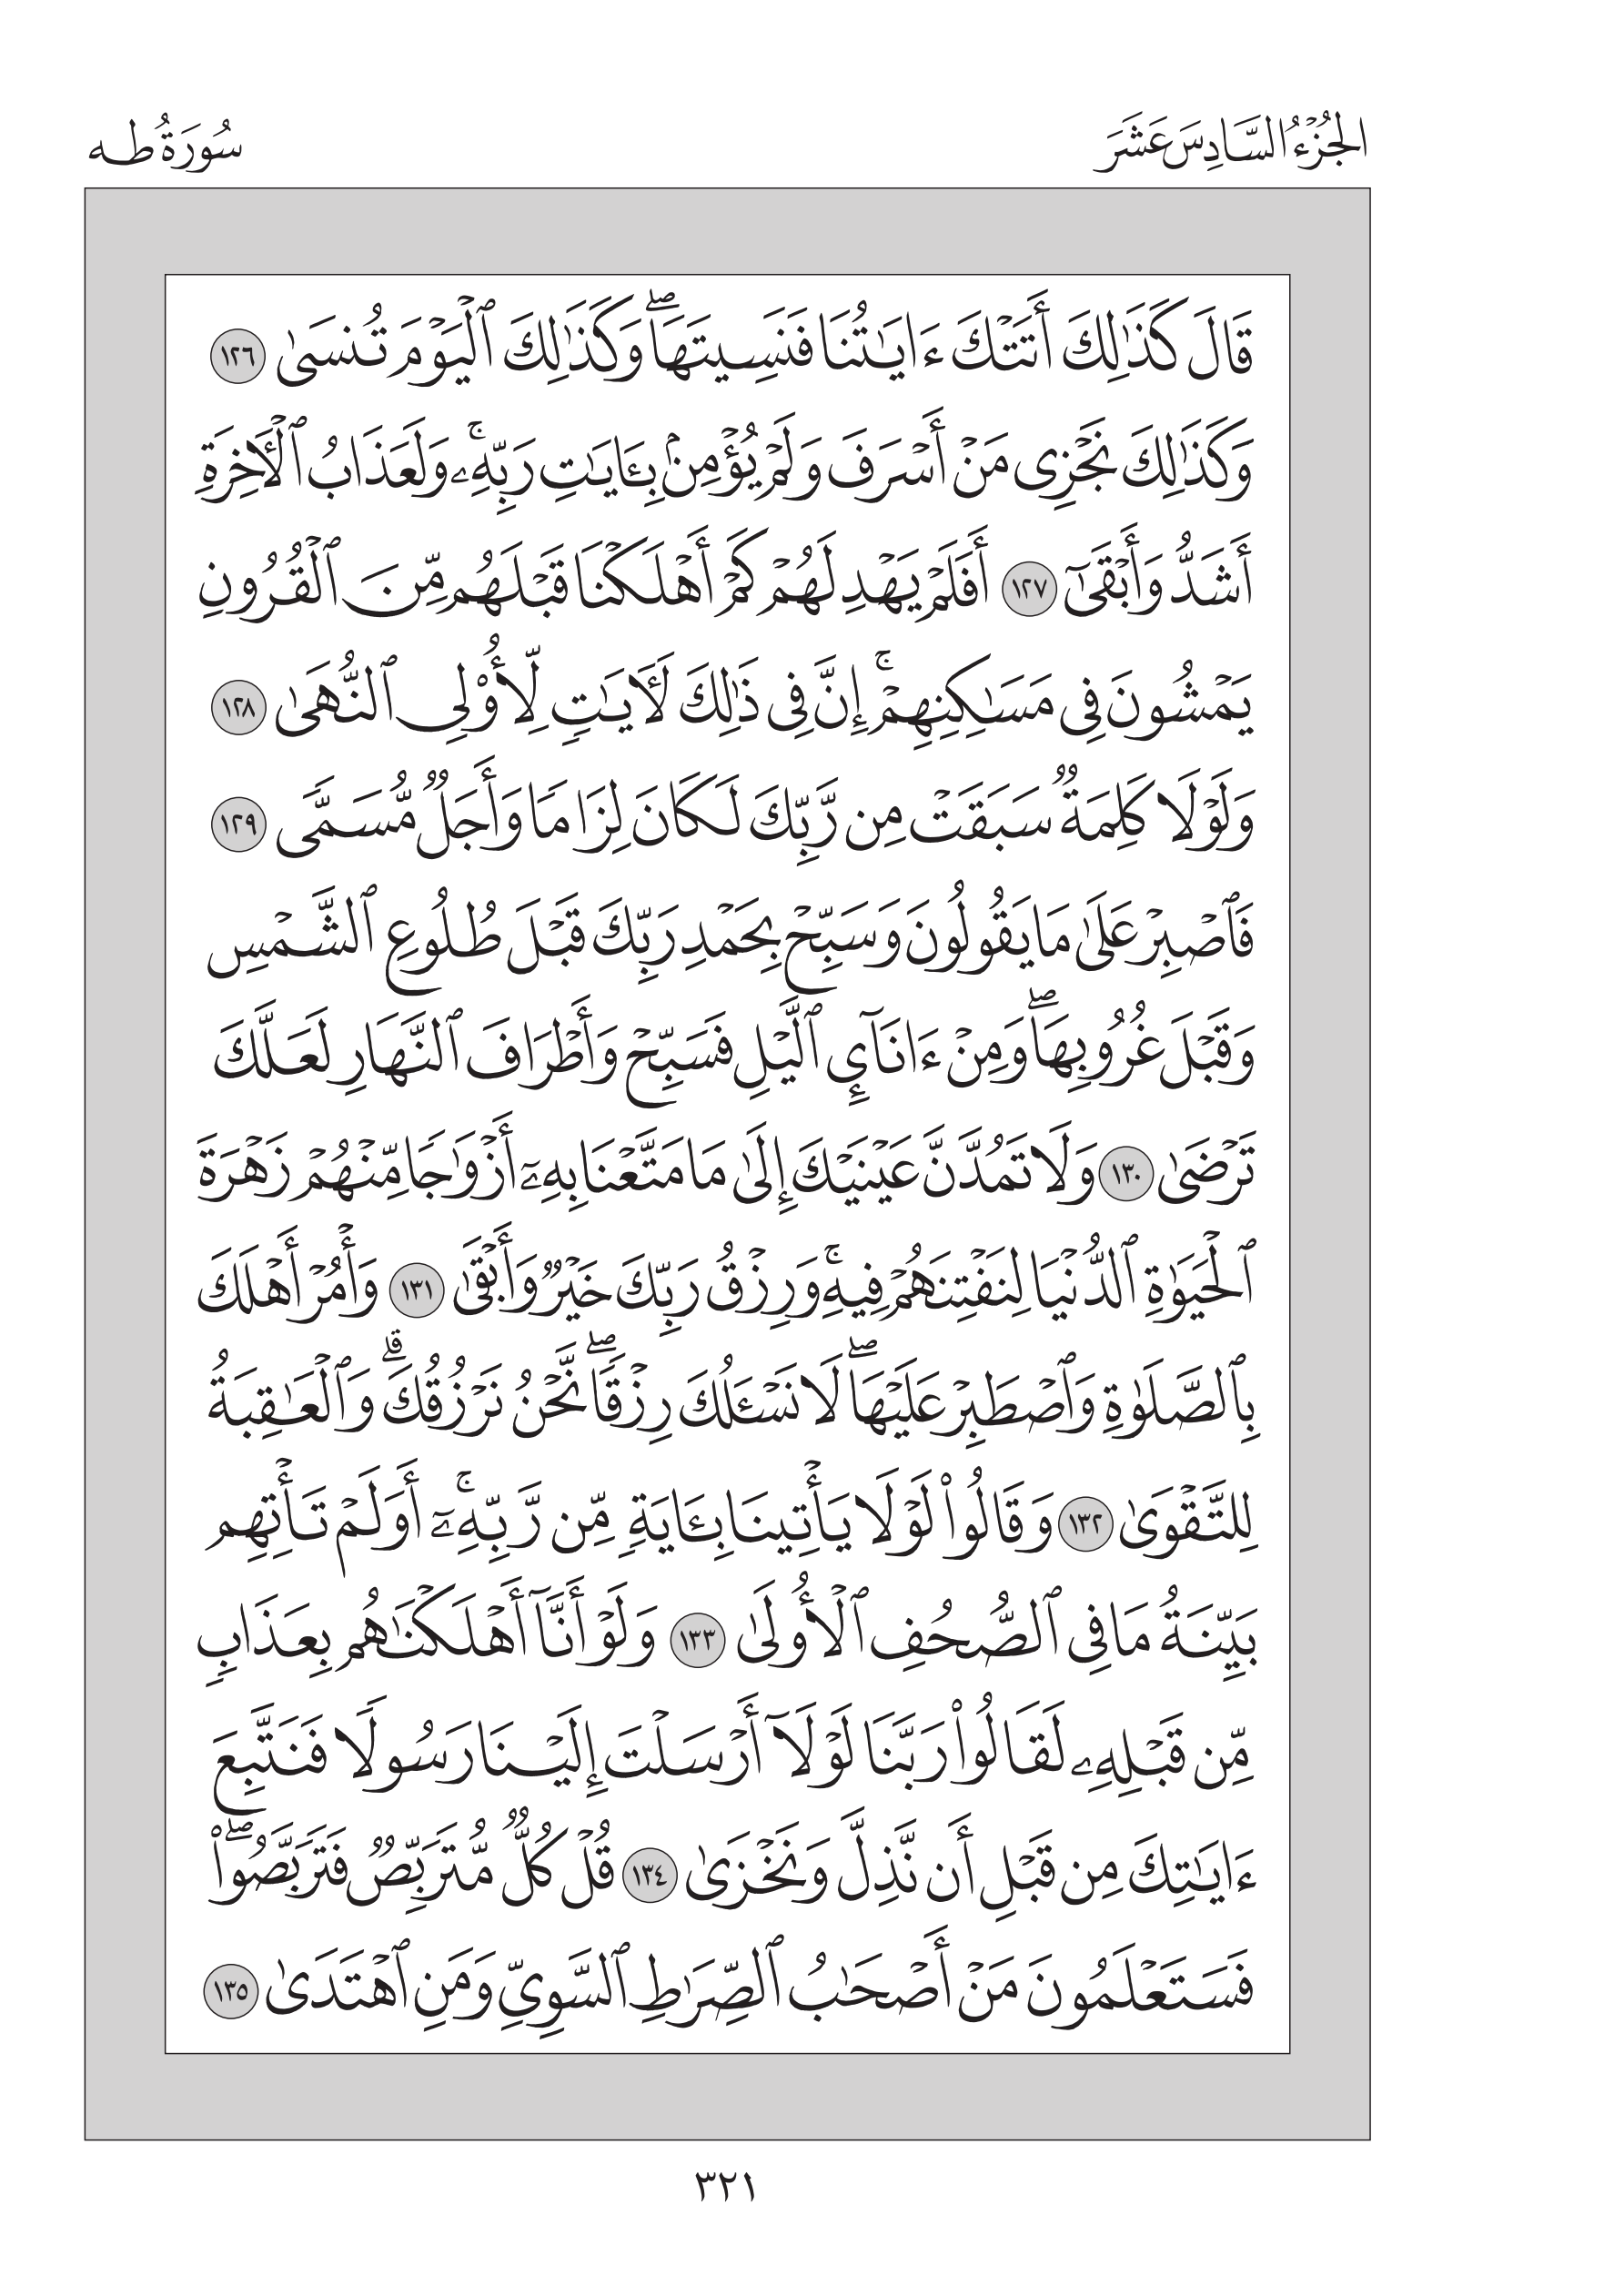 الجُزْءُ السَّادِسَ عَشَرَ
سُورَةُ طه
قَالَ كَذَٰلِكَ أَتَتۡكَ ءَايَٰتُنَا فَنَسِيتَهَاۖ وَكَذَٰلِكَ ٱلۡيَوۡمَ تُنسَىٰ ١٢٦
وَكَذَٰلِكَ نَجۡزِي مَنۡ أَسۡرَفَ وَلَمۡ يُؤۡمِنۢ بِـَٔايَٰتِ رَبِّهِۦۚ وَلَعَذَابُ ٱلۡأٓخِرَةِ
أَشَدُّ وَأَبۡقَىٰٓ ١٢٧ أَفَلَمۡ يَهۡدِ لَهُمۡ كَمۡ أَهۡلَكۡنَا قَبۡلَهُم مِّنَ ٱلۡقُرُونِ
يَمۡشُونَ فِي مَسَٰكِنِهِمۡۚ إِنَّ فِي ذَٰلِكَ لَأٓيَٰتٖ لِّأُوْلِي ٱلنُّهَىٰ ١٢٨
وَلَوۡلَا كَلِمَةٞ سَبَقَتۡ مِن رَّبِّكَ لَكَانَ لِزَامٗا وَأَجَلٞ مُّسَمّٗى ١٢٩
فَٱصۡبِرۡ عَلَىٰ مَا يَقُولُونَ وَسَبِّحۡ بِحَمۡدِ رَبِّكَ قَبۡلَ طُلُوعِ ٱلشَّمۡسِ
وَقَبۡلَ غُرُوبِهَاۖ وَمِنۡ ءَانَآيِٕ ٱلَّيۡلِ فَسَبِّحۡ وَأَطۡرَافَ ٱلنَّهَارِ لَعَلَّكَ
تَرۡضَىٰ ١٣٠ وَلَا تَمُدَّنَّ عَيۡنَيۡكَ إِلَىٰ مَا مَتَّعۡنَا بِهِۦٓ أَزۡوَٰجٗا مِّنۡهُمۡ زَهۡرَةَ
ٱلۡحَيَوٰةِ ٱلدُّنۡيَا لِنَفۡتِنَهُمۡ فِيهِۚ وَرِزۡقُ رَبِّكَ خَيۡرٞ وَأَبۡقَىٰ ١٣١ وَأۡمُرۡ أَهۡلَكَ
بِٱلصَّلَوٰةِ وَٱصۡطَبِرۡ عَلَيۡهَاۖ لَا نَسۡـَٔلُكَ رِزۡقٗاۖ نَّحۡنُ نَرۡزُقُكَۗ وَٱلۡعَٰقِبَةُ
لِلتَّقۡوَىٰ ١٣٢ وَقَالُواْ لَوۡلَا يَأۡتِينَا بِـَٔايَةٖ مِّن رَّبِّهِۦٓۚ أَوَلَمۡ تَأۡتِهِم
بَيِّنَةُ مَا فِي ٱلصُّحُفِ ٱلۡأُولَىٰ ١٣٣ وَلَوۡ أَنَّآ أَهۡلَكۡنَٰهُم بِعَذَابٖ
مِّن قَبۡلِهِۦ لَقَالُواْ رَبَّنَا لَوۡلَآ أَرۡسَلۡتَ إِلَيۡنَا رَسُولٗا فَنَتَّبِعَ
ءَايَٰتِكَ مِن قَبۡلِ أَن نَّذِلَّ وَنَخۡزَىٰ ١٣٤ قُلۡ كُلّٞ مُّتَرَبِّصٞ فَتَرَبَّصُواْۖ
فَسَتَعۡلَمُونَ مَنۡ أَصۡحَٰبُ ٱلصِّرَٰطِ ٱلسَّوِيِّ وَمَنِ ٱهۡتَدَىٰ ١٣٥
٣٢١